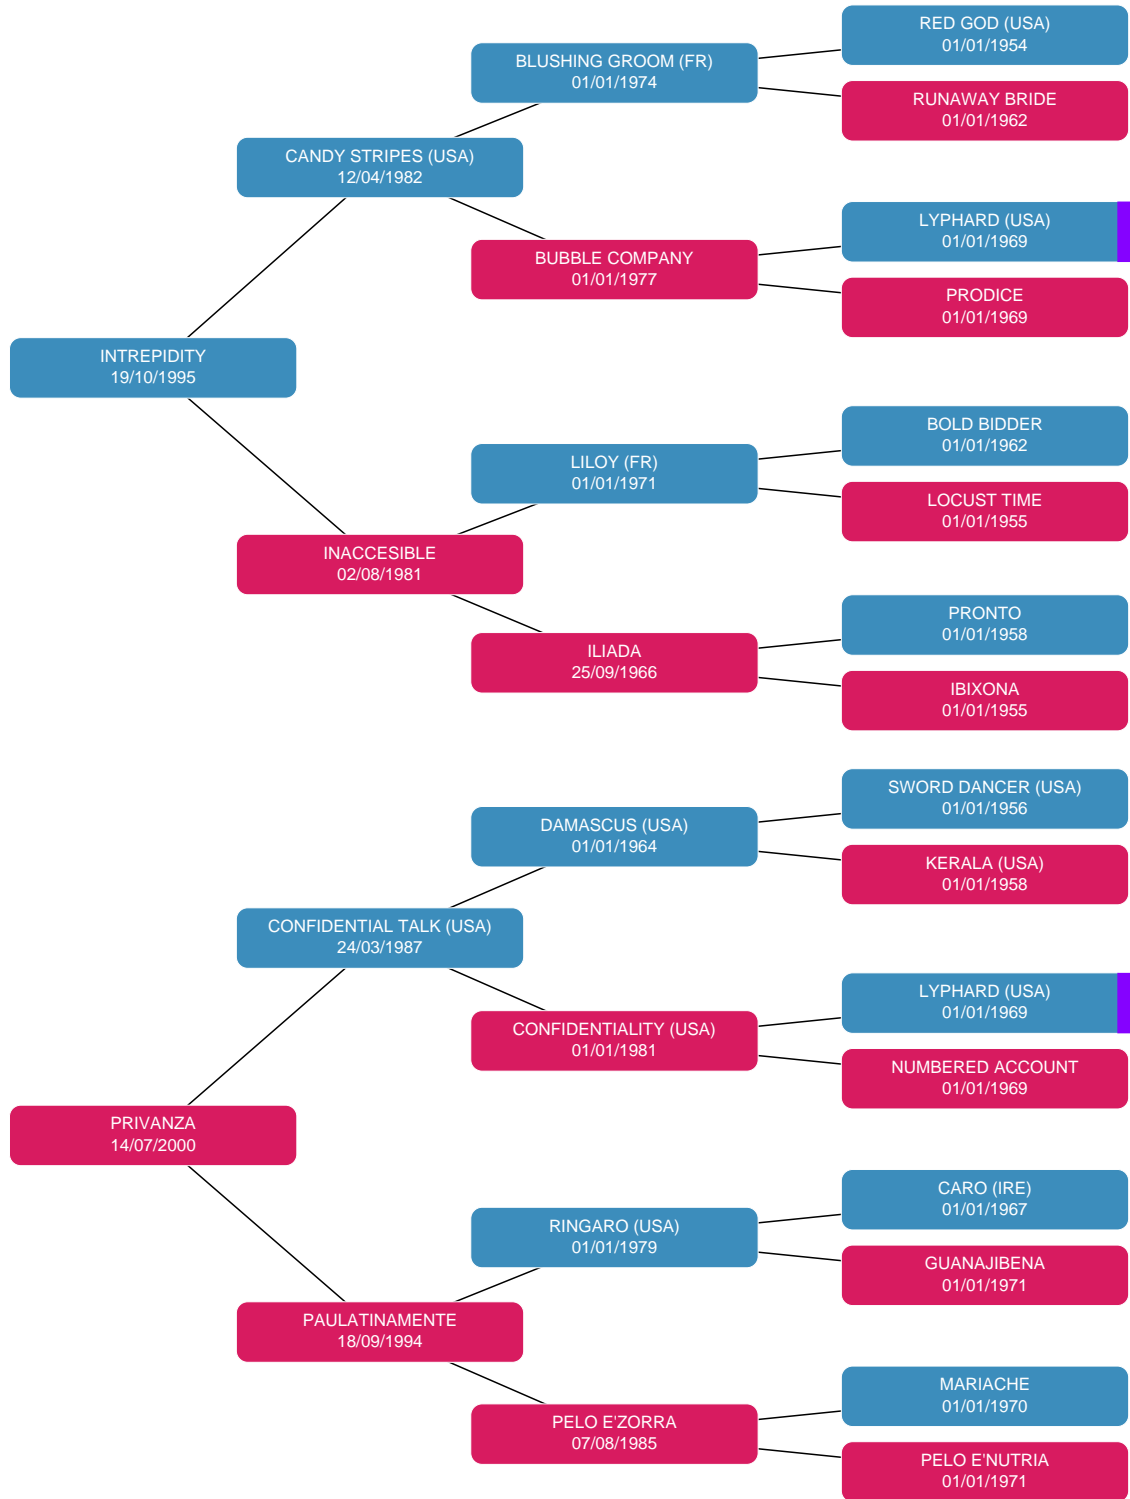 RED GOD (USA)
01/01/1954
BLUSHING GROOM (FR)
01/01/1974
RUNAWAY BRIDE
01/01/1962
CANDY STRIPES (USA)
12/04/1982
LYPHARD (USA)
01/01/1969
BUBBLE COMPANY
01/01/1977
PRODICE
01/01/1969
INTREPIDITY
19/10/1995
BOLD BIDDER
01/01/1962
LILOY (FR)
01/01/1971
LOCUST TIME
01/01/1955
INACCESIBLE
02/08/1981
PRONTO
01/01/1958
ILIADA
25/09/1966
IBIXONA
01/01/1955
SWORD DANCER (USA)
01/01/1956
DAMASCUS (USA)
01/01/1964
KERALA (USA)
01/01/1958
CONFIDENTIAL TALK (USA)
24/03/1987
LYPHARD (USA)
01/01/1969
CONFIDENTIALITY (USA)
01/01/1981
NUMBERED ACCOUNT
01/01/1969
PRIVANZA
14/07/2000
CARO (IRE)
01/01/1967
RINGARO (USA)
01/01/1979
GUANAJIBENA
01/01/1971
PAULATINAMENTE
18/09/1994
MARIACHE
01/01/1970
PELO E'ZORRA
07/08/1985
PELO E'NUTRIA
01/01/1971